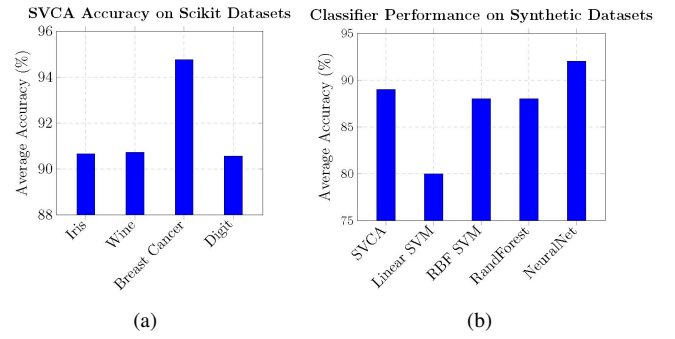 SVCA Accuracy on Scikit Datasets
Average Accuracy (%)
96
94
92
90
88
Iris
Wine
Breast Cancer
Digit
(a)
Classifier Performance on Synthetic Datasets
Average Accuracy (%)
95
90
85
80
75
SVCA
Linear SVM
RBF SVM
RandForest
NeuralNet
(b)